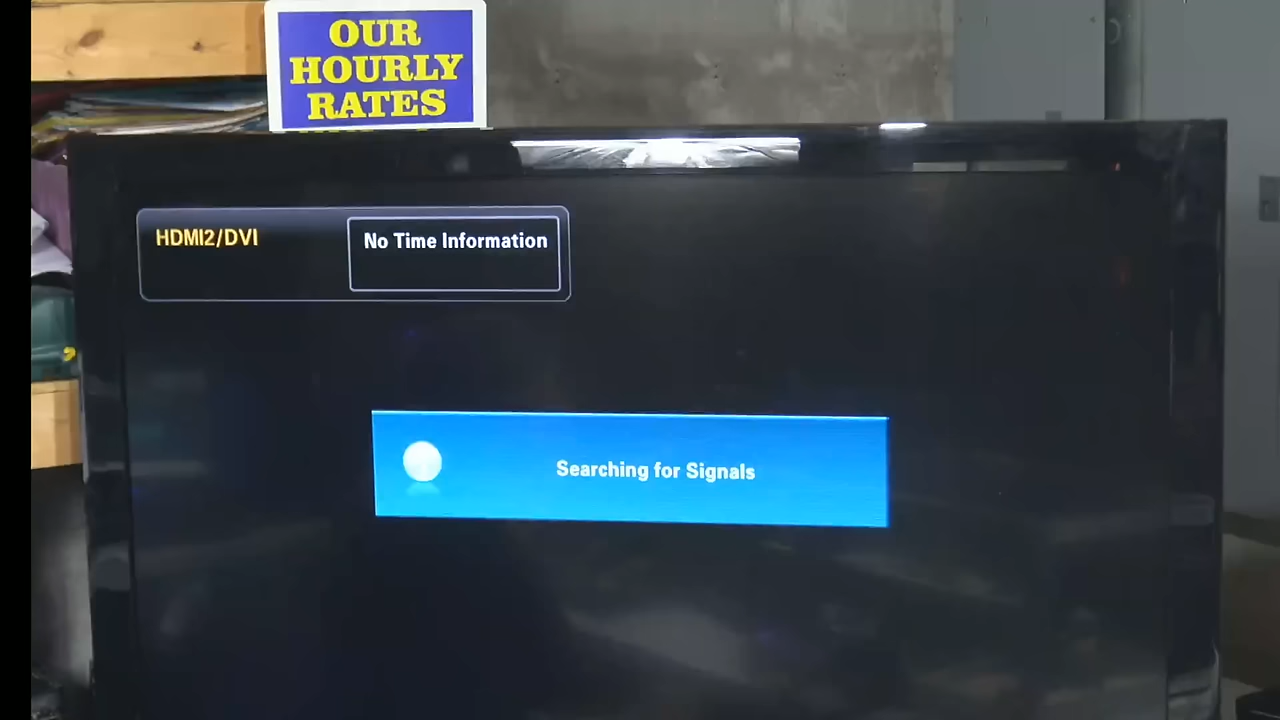 OUR
HOURLY
RATES
HDMI2/DVI
No Time Information
Searching for Signals